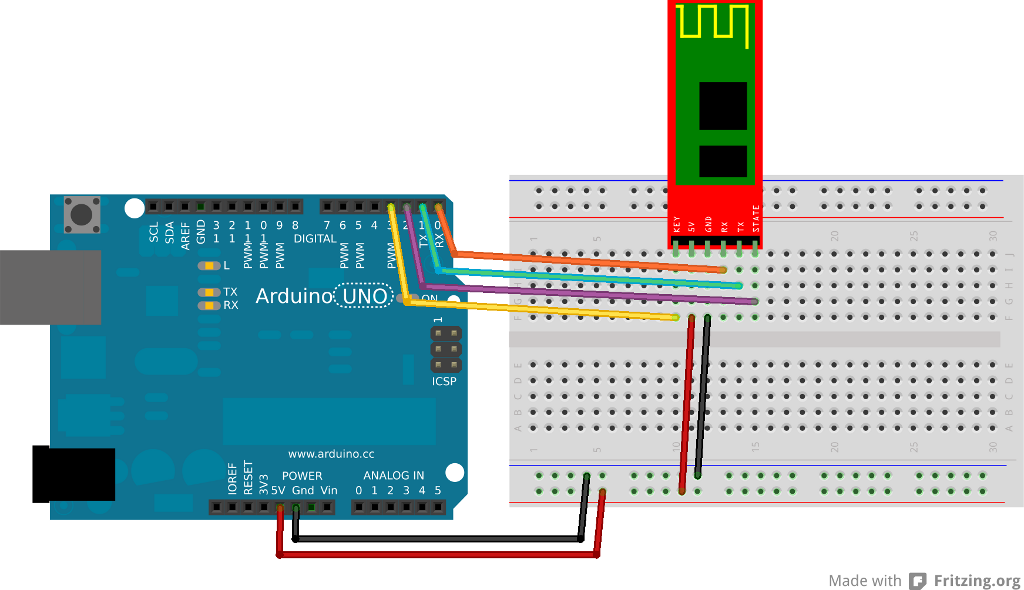 KEY
5V
GND
RX
TX
STATE
1
5
20
25
30
J
I
H
G
F
SCL
SDA
AREF
GND
13
12
PWM 11
PWM 10
PWM 9
8
DIGITAL
7
PWM 6
PWM 5
4
PWM 3
2
TX 1
RX 0
L
TX
RX
Arduino UNO
ON
1
ICSP
www.arduino.cc
POWER
IOREF
RESET
3V3
5V
Gnd
Vin
ANALOG IN
0 1 2 3 4 5
E
D
C
B
A
1
5
10
15
20
25
30
Made with Fritzing.org